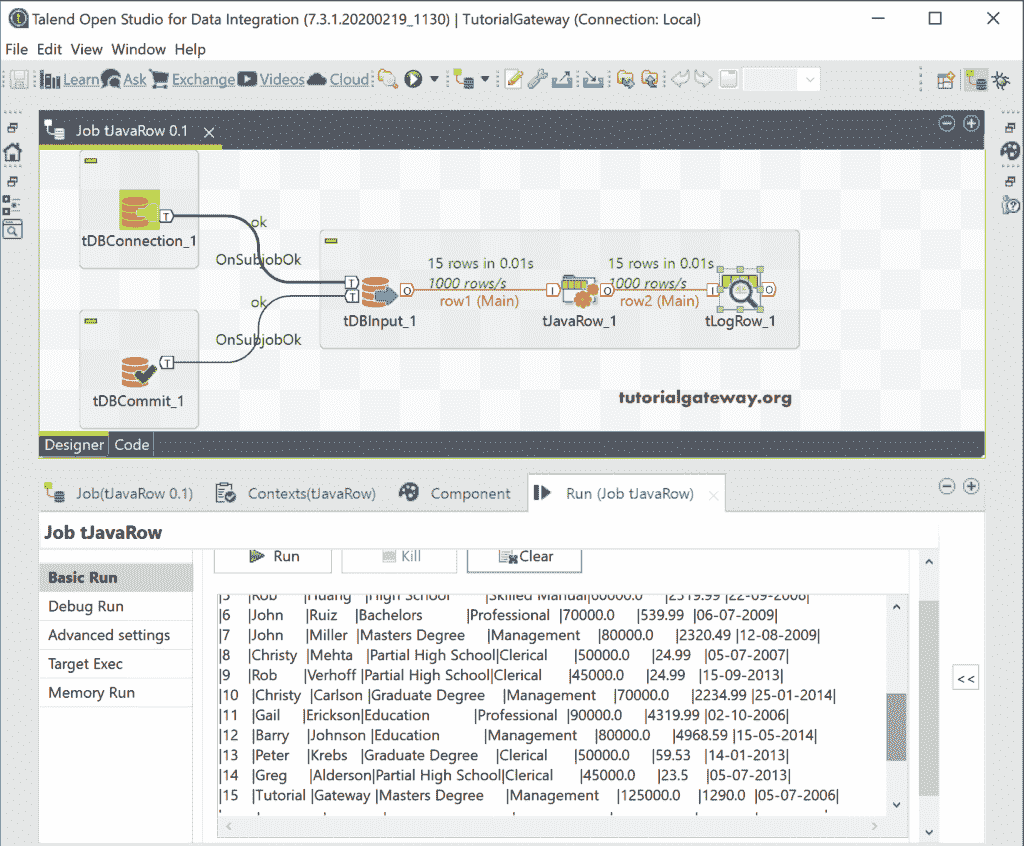 Talend Open Studio for Data Integration (7.3.1.20200219_1130) | TutorialGateway (Connection: Local)
File Edit View Window Help
Learn Ask Exchange Videos Cloud
Job tJavaRow 0.1
tDBConnection_1
ok
OnSubjobOk
15 rows in 0.01s 15 rows in 0.01s
1000 rows/s 1000 rows/s
row1 (Main) row2 (Main)
tDBInput_1 tJavaRow_1 tLogRow_1
ok
OnSubjobOk
tDBCommit_1
tutorialgateway.org
Designer Code
Job(tJavaRow 0.1) Contexts(tJavaRow) Component Run (Job tJavaRow)
Job tJavaRow
Basic Run
Debug Run
Advanced settings
Target Exec
Memory Run
Run Kill Clear
|5 |Rob |Huang |High School |Skilled Manual|60000.0 |2319.99 |22-09-2006|
|6 |John |Ruiz |Bachelors |Professional |70000.0 |539.99 |06-07-2009|
|7 |John |Miller |Masters Degree |Management |80000.0 |2320.49 |12-08-2009|
|8 |Christy |Mehta |Partial High School|Clerical |50000.0 |24.99 |05-07-2007|
|9 |Rob |Verhoff |Partial High School|Clerical |45000.0 |24.99 |15-09-2013|
|10 |Christy |Carlson |Graduate Degree |Management |70000.0 |2234.99 |25-01-2014|
|11 |Gail |Erickson|Education |Professional |90000.0 |4319.99 |02-10-2006|
|12 |Barry |Johnson |Education |Management |80000.0 |4968.59 |15-05-2014|
|13 |Peter |Krebs |Graduate Degree |Clerical |50000.0 |59.53 |14-01-2013|
|14 |Greg |Alderson|Partial High School|Clerical |45000.0 |23.5 |05-07-2013|
|15 |Tutorial |Gateway |Masters Degree |Management |125000.0 |1290.0 |05-07-2006|
<<